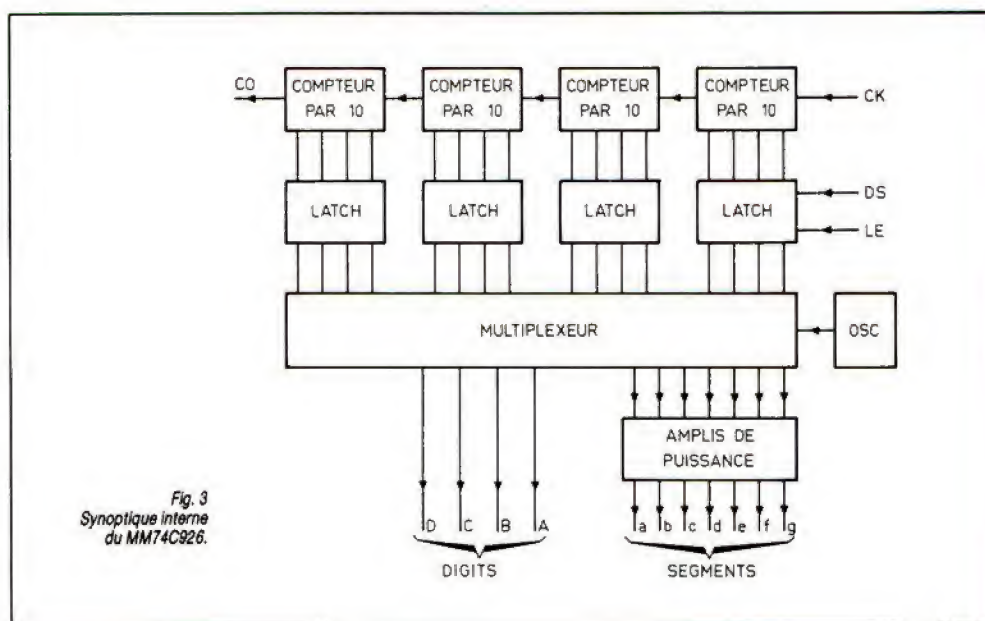 CO
COMPTEUR PAR 10
COMPTEUR PAR 10
COMPTEUR PAR 10
COMPTEUR PAR 10
CK
LATCH
LATCH
LATCH
LATCH
DS
LE
MULTIPLEXEUR
OSC
AMPLIS DE
PUISSANCE
D C B A
a b c d e f g
DIGITS
SEGMENTS
Fig. 3
Synoptique interne
du MM74C926.